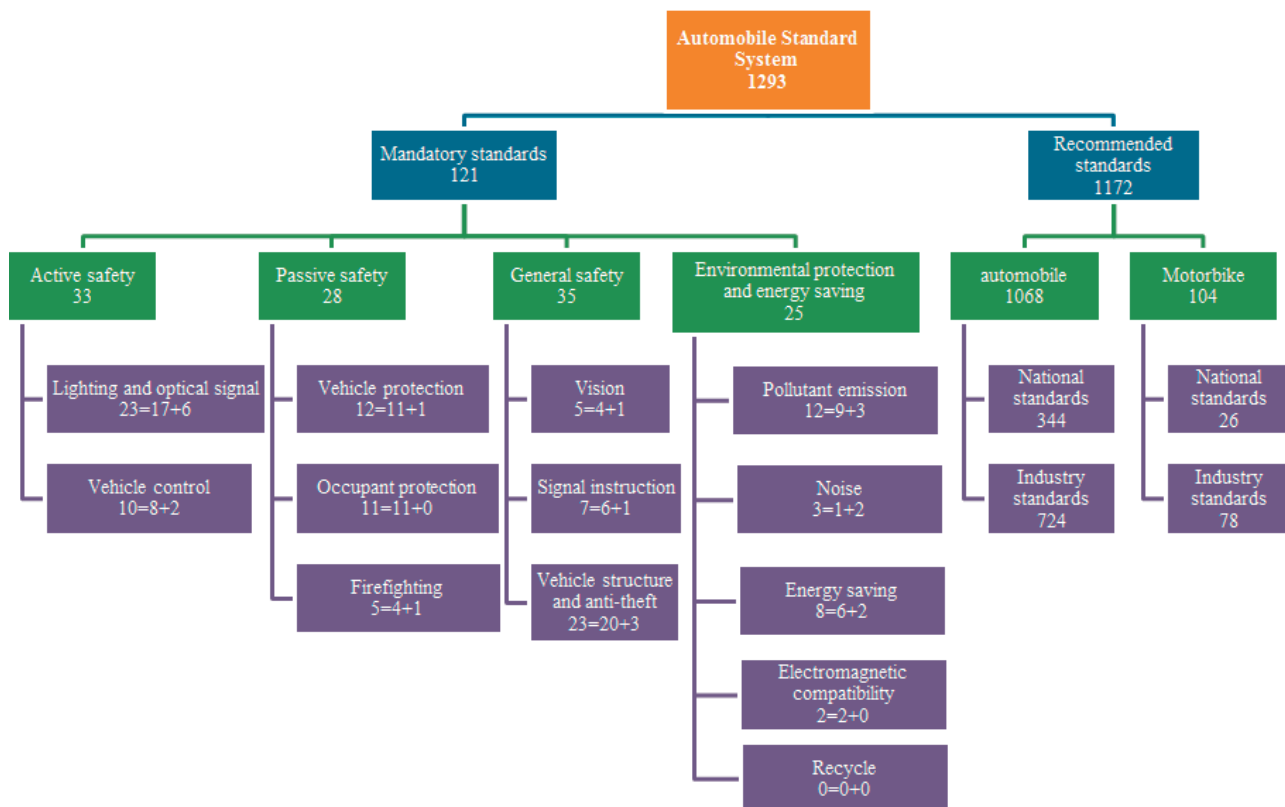 Automobile Standard
System
1293
Mandatory standards
121
Recommended
standards
1172
Active safety
33
Passive safety
28
General safety
35
Environmental protection
and energy saving
25
automobile
1068
Motorbike
104
Lighting and optical signal
23=17+6
Vehicle control
10=8+2
Vehicle protection
12=11+1
Occupant protection
11=11+0
Firefighting
5=4+1
Vision
5=4+1
Signal instruction
7=6+1
Vehicle structure
and anti-theft
23=20+3
Pollutant emission
12=9+3
Noise
3=1+2
Energy saving
8=6+2
Electromagnetic
compatibility
2=2+0
Recycle
0=0+0
National
standards
344
Industry
standards
724
National
standards
26
Industry
standards
78